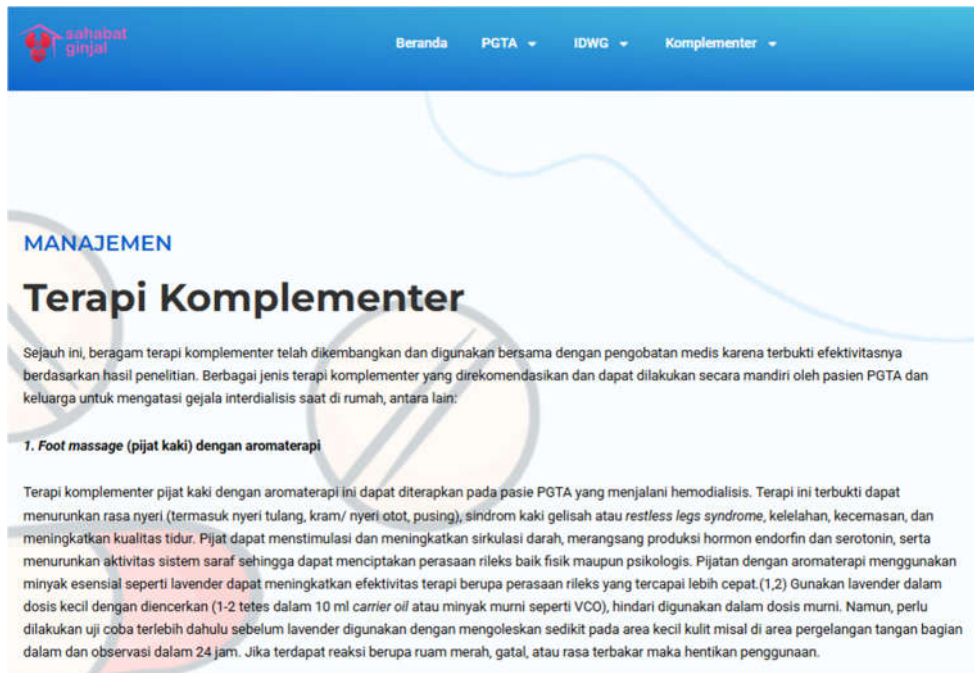 sahabat
ginjal
Beranda PGTA IDWG Komplementer
MANAJEMEN
Terapi Komplementer
Sejauh ini, beragam terapi komplementer telah dikembangkan dan digunakan bersama dengan pengobatan medis karena terbukti efektivitasnya
berdasarkan hasil penelitian. Berbagai jenis terapi komplementer yang direkomendasikan dan dapat dilakukan secara mandiri oleh pasien PGTA dan
keluarga untuk mengatasi gejala interdialisis saat di rumah, antara lain:
1. Foot massage (pijat kaki) dengan aromaterapi
Terapi komplementer pijat kaki dengan aromaterapi ini dapat diterapkan pada pasie PGTA yang menjalani hemodialisis. Terapi ini terbukti dapat
menurunkan rasa nyeri (termasuk nyeri tulang, kram/ nyeri otot, pusing), sindrom kaki gelisah atau restless legs syndrome, kelelahan, kecemasan, dan
meningkatkan kualitas tidur. Pijat dapat menstimulasi dan meningkatkan sirkulasi darah, merangsang produksi hormon endorfin dan serotonin, serta
menurunkan aktivitas sistem saraf sehingga dapat menciptakan perasaan rileks baik fisik maupun psikologis. Pijatan dengan aromaterapi menggunakan
minyak esensial seperti lavender dapat meningkatkan efektivitas terapi berupa perasaan rileks yang tercapai lebih cepat.(1,2) Gunakan lavender dalam
dosis kecil dengan diencerkan (1-2 tetes dalam 10 ml carrier oil atau minyak murni seperti VCO), hindari digunakan dalam dosis murni. Namun, perlu
dilakukan uji coba terlebih dahulu sebelum lavender digunakan dengan mengoleskan sedikit pada area kecil kulit misal di area pergelangan tangan bagian
dalam dan observasi dalam 24 jam. Jika terdapat reaksi berupa ruam merah, gatal, atau rasa terbakar maka hentikan penggunaan.